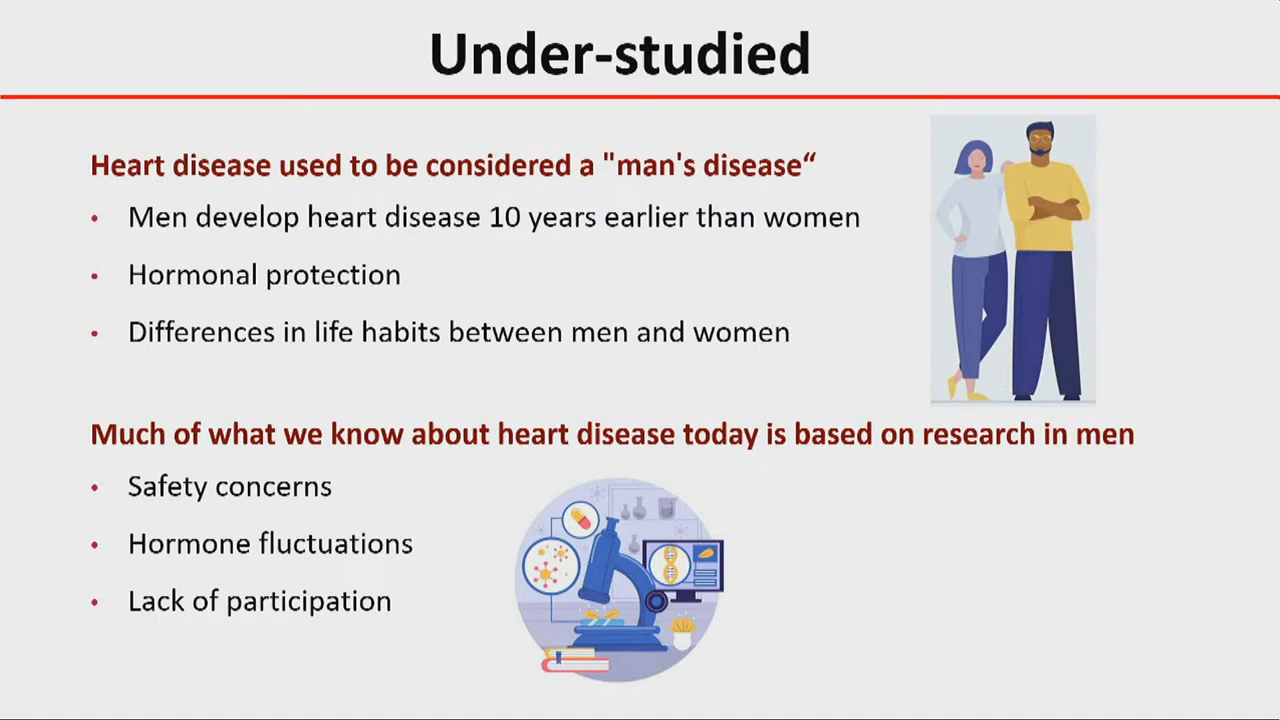 Under-studied
Heart disease used to be considered a "man's disease“
• Men develop heart disease 10 years earlier than women
• Hormonal protection
• Differences in life habits between men and women
Much of what we know about heart disease today is based on research in men
• Safety concerns
• Hormone fluctuations
• Lack of participation